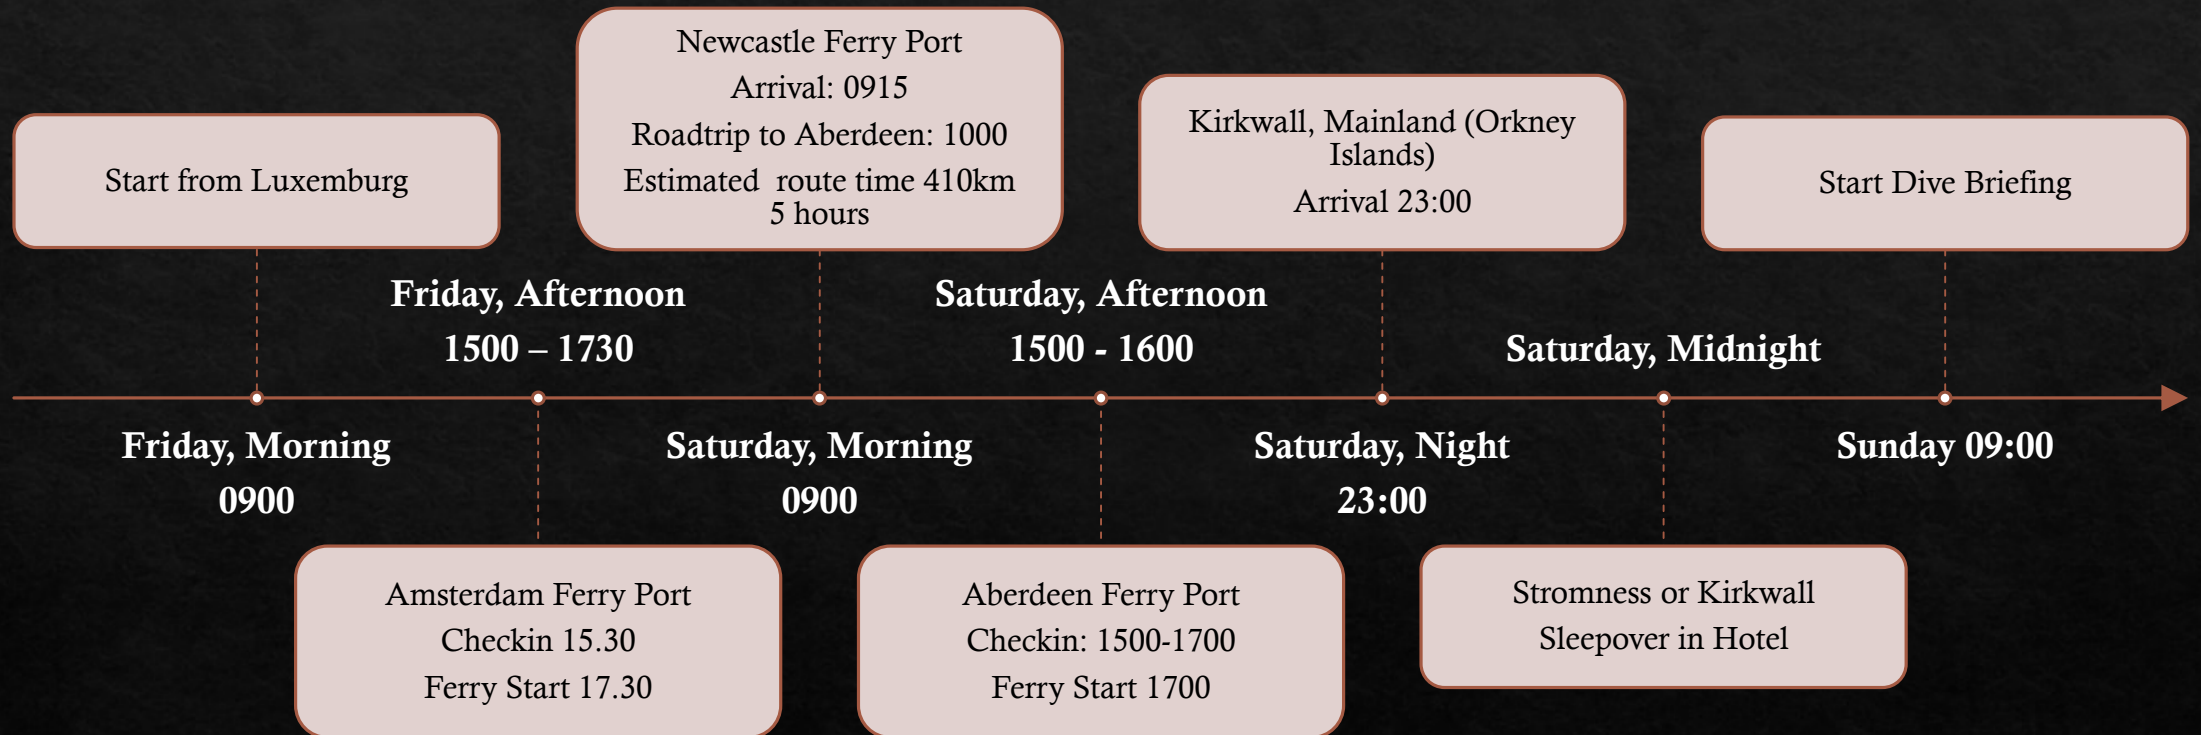 Newcastle Ferry Port
Arrival: 0915
Roadtrip to Aberdeen: 1000
Estimated  route time 410km
5 hours
Kirkwall, Mainland (Orkney
Islands)
Arrival 23:00
Start from Luxemburg
Start Dive Briefing
Friday, Afternoon
1500 – 1730
Saturday, Afternoon
1500 - 1600
Saturday, Midnight
Friday, Morning
0900
Saturday, Morning
0900
Saturday, Night
23:00
Sunday 09:00
Amsterdam Ferry Port
Checkin 15.30
Ferry Start 17.30
Aberdeen Ferry Port
Checkin: 1500-1700
Ferry Start 1700
Stromness or Kirkwall
Sleepover in Hotel